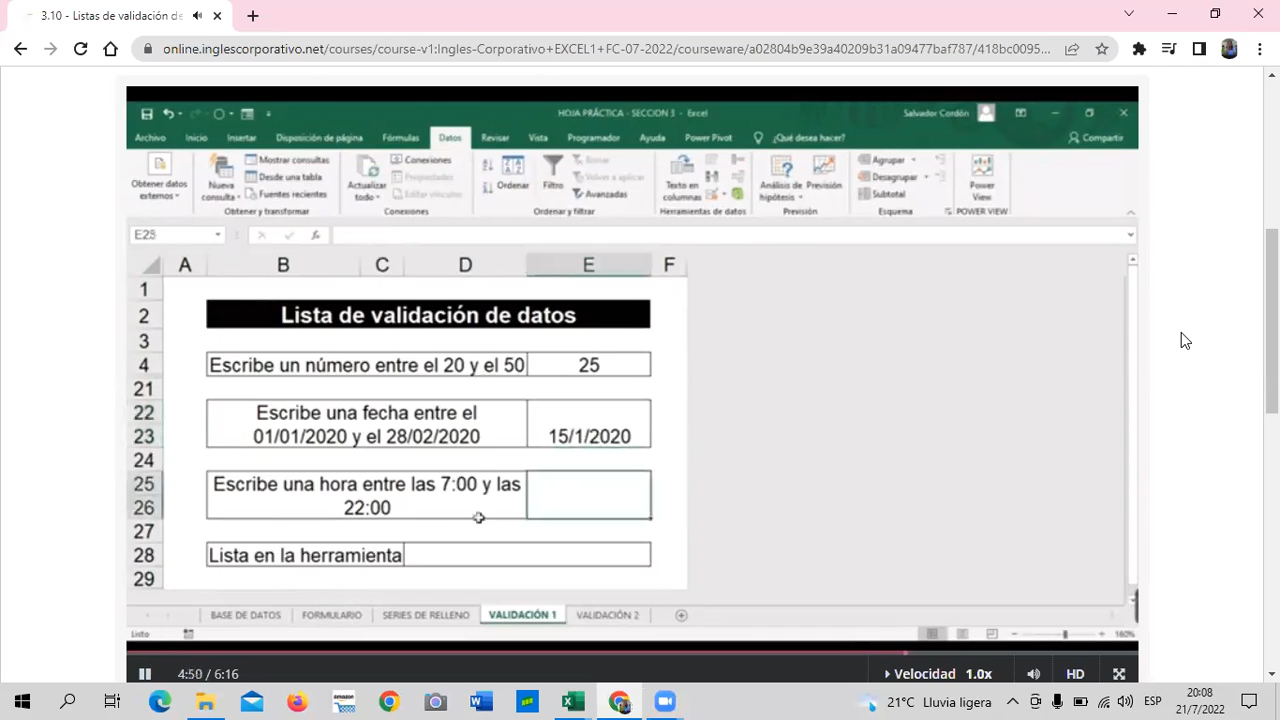 3.10 - Listas de validación de
online.inglescorporativo.net/courses/course-v1:Ingles-Corporativo+EXCEL1+FC-07-2022/courseware/a02804b9e39a40209b31a09477baf787/418bc0095...
HOJA PRÁCTICA - SECCION 3 - Excel
Salvador Cordón
Archivo Inicio Insertar Disposición de página Fórmulas Datos Revisar Vista Programador Ayuda Power Pivot ¿Qué desea hacer? Compartir
Obtener datos externos
Nueva consulta
Mostrar consultas
Desde una tabla
Fuentes recientes
Obtener y transformar
Actualizar todo
Conexiones
Propiedades
Editar vínculos
Conexiones
Ordenar
Filtro
Borrar
Volver a aplicar
Avanzadas
Ordenar y filtrar
Texto en columnas
Herramientas de datos
Análisis de hipótesis
Previsión
Previsión
Agrupar
Desagrupar
Subtotal
Esquema
Power View
POWER VIEW
E25 fx
A B C D E F
1
2 Lista de validación de datos
3
4 Escribe un número entre el 20 y el 50 25
21
22 Escribe una fecha entre el
23 01/01/2020 y el 28/02/2020 15/1/2020
24
25 Escribe una hora entre las 7:00 y las
26 22:00
27
28 Lista en la herramienta
29
BASE DE DATOS FORMULARIO SERIES DE RELLENO VALIDACIÓN 1 VALIDACIÓN 2
Listo 160%
4:50 / 6:16 Velocidad 1.0x HD
21°C Lluvia ligera ESP 20:08
21/7/2022